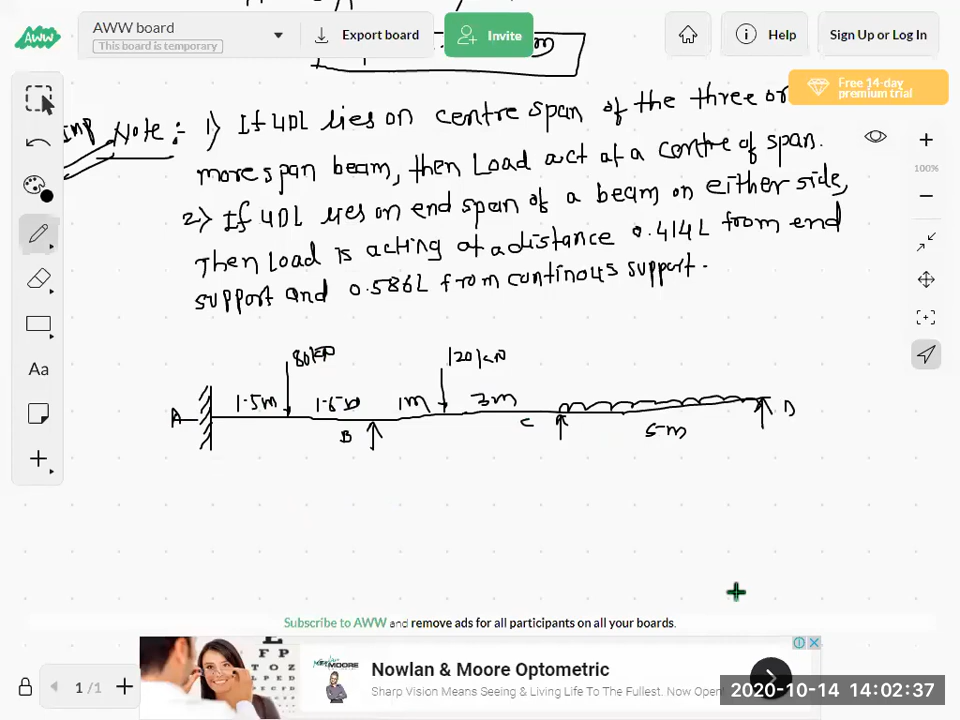 AWW board
This board is temporary
Export board
Invite
Help
Sign Up or Log In
Free 14-day
premium trial
100%
Imp Note :- 1) If UDL lies on centre span of the three or
more span beam, then Load act at a centre of span.
2) If UDL lies on end span of a beam on either side,
Then Load is acting at a distance 0.414L from end
support and 0.586L from continous support.
80kN
120kN
A
1.5m
1.5m
1m
3m
B
C
D
5m
Aa
Subscribe to AWW and remove ads for all participants on all your boards.
Nowlan & Moore Optometric
Sharp Vision Means Seeing & Living Life To The Fullest. Now Open
1 /1
2020-10-14 14:02:37